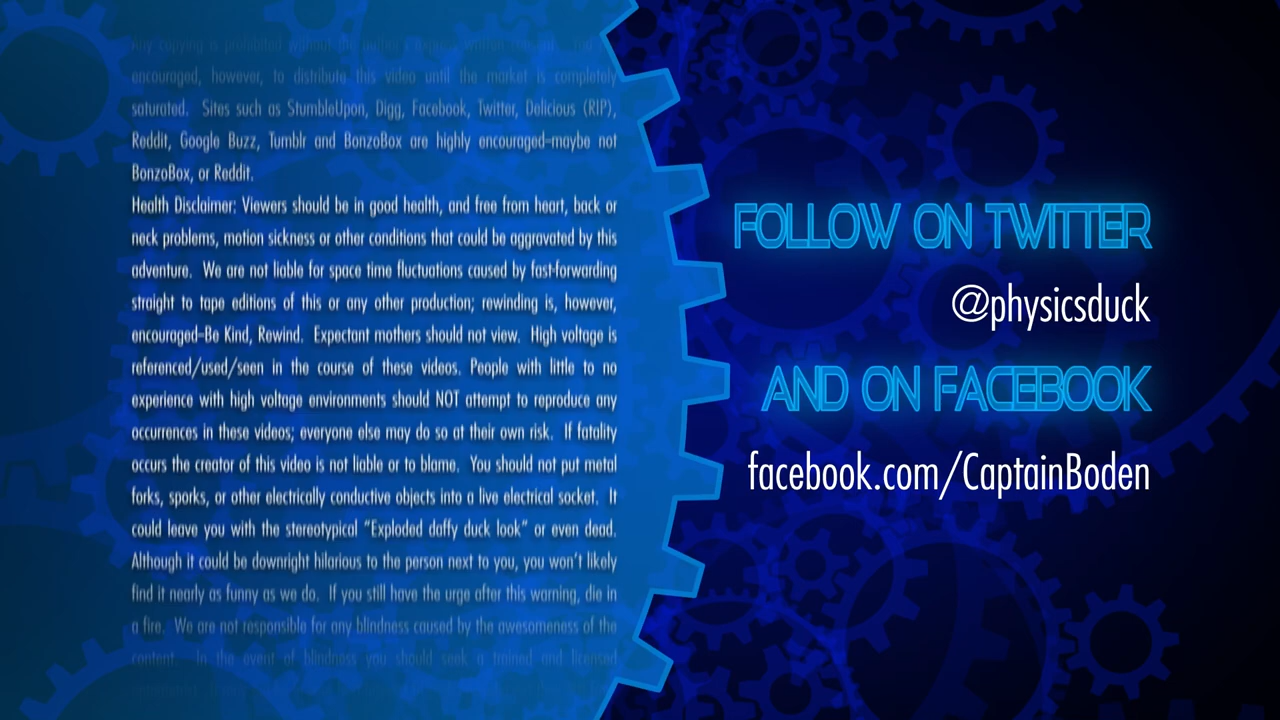 Any copying is prohibited without the author's express written consent. You
encouraged, however, to distribute this video until the market is completely
saturated. Sites such as StumbleUpon, Digg, Facebook, Twitter, Delicious (RIP),
Reddit, Google Buzz, Tumblr and BonzoBox are highly encouraged–maybe not
BonzoBox, or Reddit.
Health Disclaimer: Viewers should be in good health, and free from heart, back or
neck problems, motion sickness or other conditions that could be aggravated by this
adventure. We are not liable for space time fluctuations caused by fast-forwarding
straight to tape editions of this or any other production; rewinding is, however,
encouraged–Be Kind, Rewind. Expectant mothers should not view. High voltage is
referenced/used/seen in the course of these videos. People with little to no
experience with high voltage environments should NOT attempt to reproduce any
occurrences in these videos; everyone else may do so at their own risk. If fatality
occurs the creator of this video is not liable or to blame. You should not put metal
forks, sporks, or other electrically conductive objects into a live electrical socket. It
could leave you with the stereotypical "Exploded daffy duck look" or even dead.
Although it could be downright hilarious to the person next to you, you won't likely
find it nearly as funny as we do. If you still have the urge after this warning, die in
a fire. We are not responsible for any blindness caused by the awesomeness of the
content. In the event of blindness you should seek a trained and licensed
FOLLOW ON TWITTER
@physicsduck
AND ON FACEBOOK
facebook.com/CaptainBoden